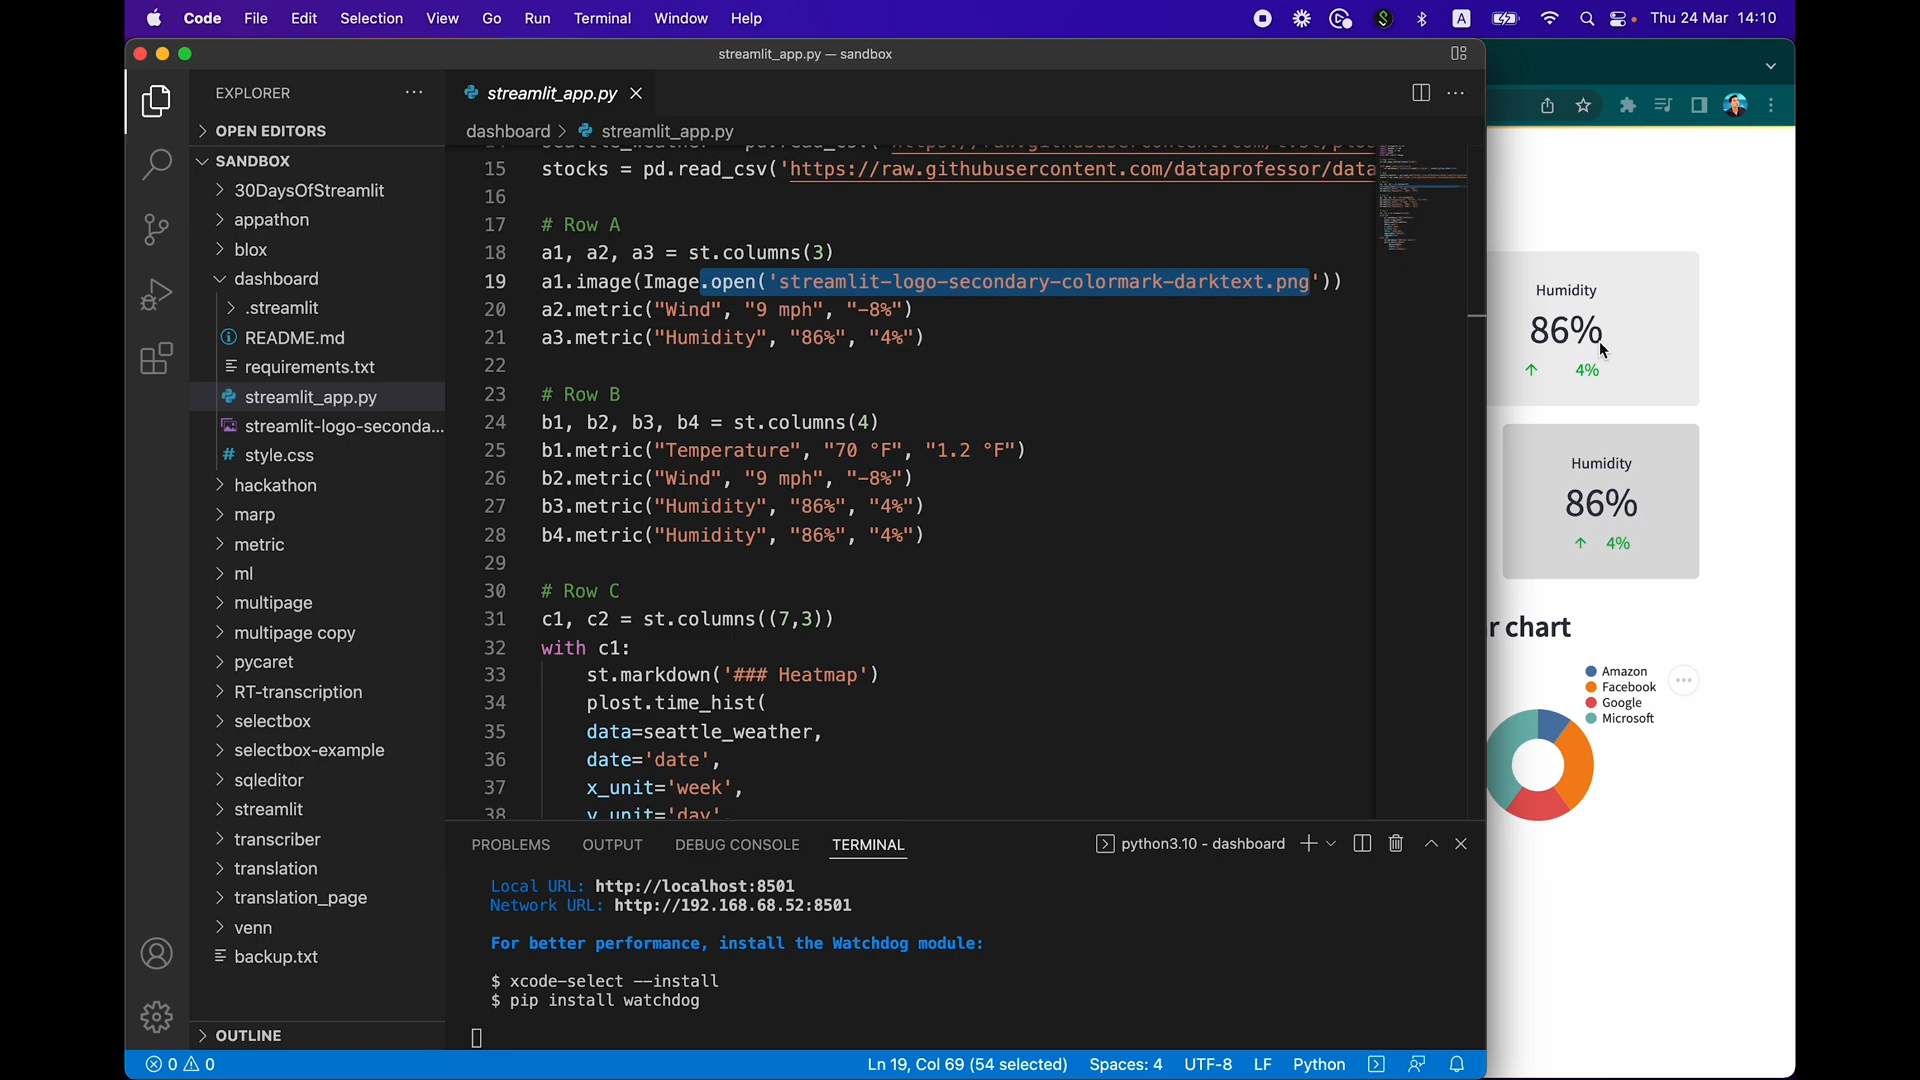 Code File Edit Selection View Go Run Terminal Window Help
A
Thu 24 Mar 14:10
streamlit_app.py — sandbox
EXPLORER
OPEN EDITORS
SANDBOX
30DaysOfStreamlit
appathon
blox
dashboard
.streamlit
README.md
requirements.txt
streamlit_app.py
streamlit-logo-seconda...
style.css
hackathon
marp
metric
ml
multipage
multipage copy
pycaret
RT-transcription
selectbox
selectbox-example
sqleditor
streamlit
transcriber
translation
translation_page
venn
backup.txt
OUTLINE
streamlit_app.py
dashboard > streamlit_app.py
15 stocks = pd.read_csv('https://raw.githubusercontent.com/dataprofessor/data
16
17 # Row A
18 a1, a2, a3 = st.columns(3)
19 a1.image(Image.open('streamlit-logo-secondary-colormark-darktext.png'))
20 a2.metric("Wind", "9 mph", "-8%")
21 a3.metric("Humidity", "86%", "4%")
22
23 # Row B
24 b1, b2, b3, b4 = st.columns(4)
25 b1.metric("Temperature", "70 °F", "1.2 °F")
26 b2.metric("Wind", "9 mph", "-8%")
27 b3.metric("Humidity", "86%", "4%")
28 b4.metric("Humidity", "86%", "4%")
29
30 # Row C
31 c1, c2 = st.columns((7,3))
32 with c1:
33 st.markdown('### Heatmap')
34 plost.time_hist(
35 data=seattle_weather,
36 date='date',
37 x_unit='week',
38 y_unit='day',
PROBLEMS OUTPUT DEBUG CONSOLE TERMINAL
python3.10 - dashboard
Local URL: http://localhost:8501
Network URL: http://192.168.68.52:8501
For better performance, install the Watchdog module:
$ xcode-select --install
$ pip install watchdog
0 0
Ln 19, Col 69 (54 selected) Spaces: 4 UTF-8 LF Python
Humidity
86%
↑ 4%
Humidity
86%
↑ 4%
r chart
Amazon
Facebook
Google
Microsoft